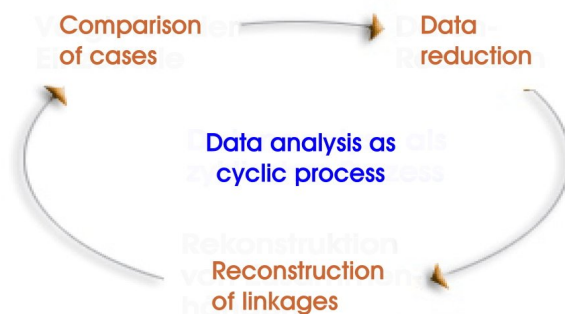 Comparison
of cases
Data
reduction
Data analysis as
cyclic process
Reconstruction
of linkages